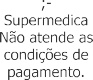 ;-
Supermedica
Não atende as
condições de
pagamento.